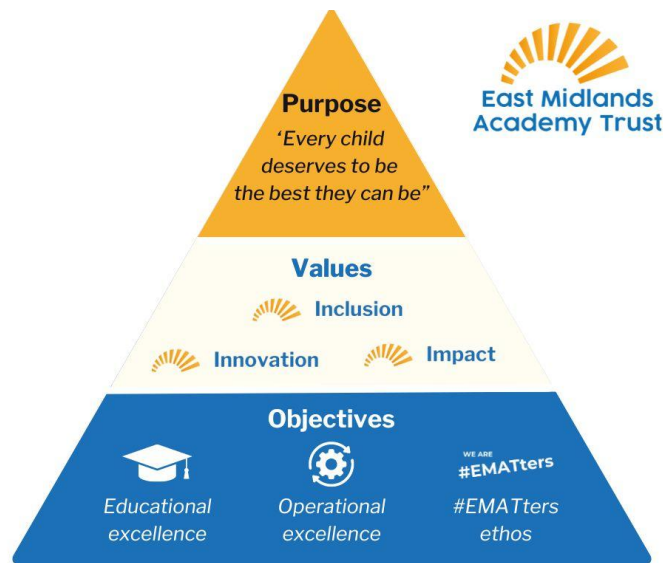 East Midlands
Academy Trust
Purpose
‘Every child
deserves to be
the best they can be”
Values
Inclusion
Innovation
Impact
Objectives
WE ARE
#EMATters
Educational
excellence
Operational
excellence
#EMATters
ethos